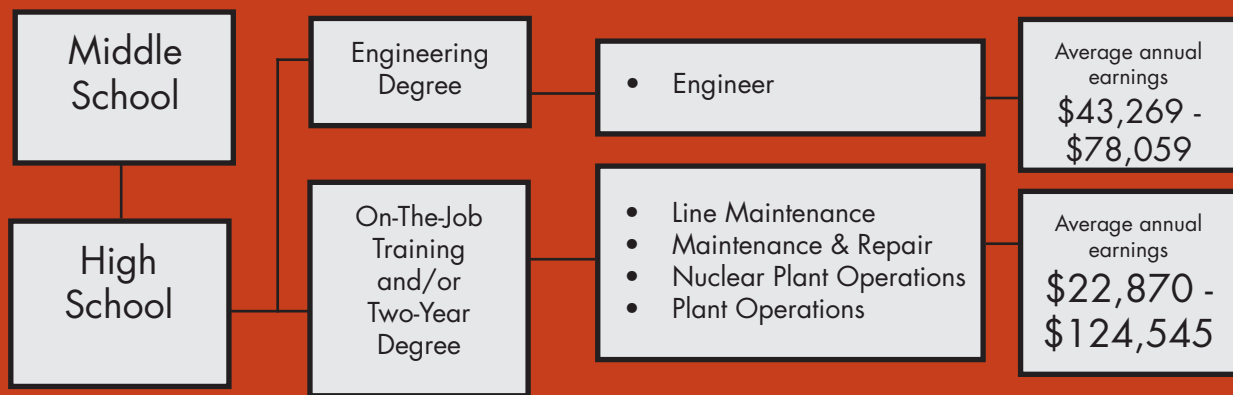 Middle
School
High
School
Engineering
Degree
On-The-Job
Training
and/or
Two-Year
Degree
• Engineer
• Line Maintenance
• Maintenance & Repair
• Nuclear Plant Operations
• Plant Operations
Average annual
earnings
$43,269 -
$78,059
Average annual
earnings
$22,870 -
$124,545